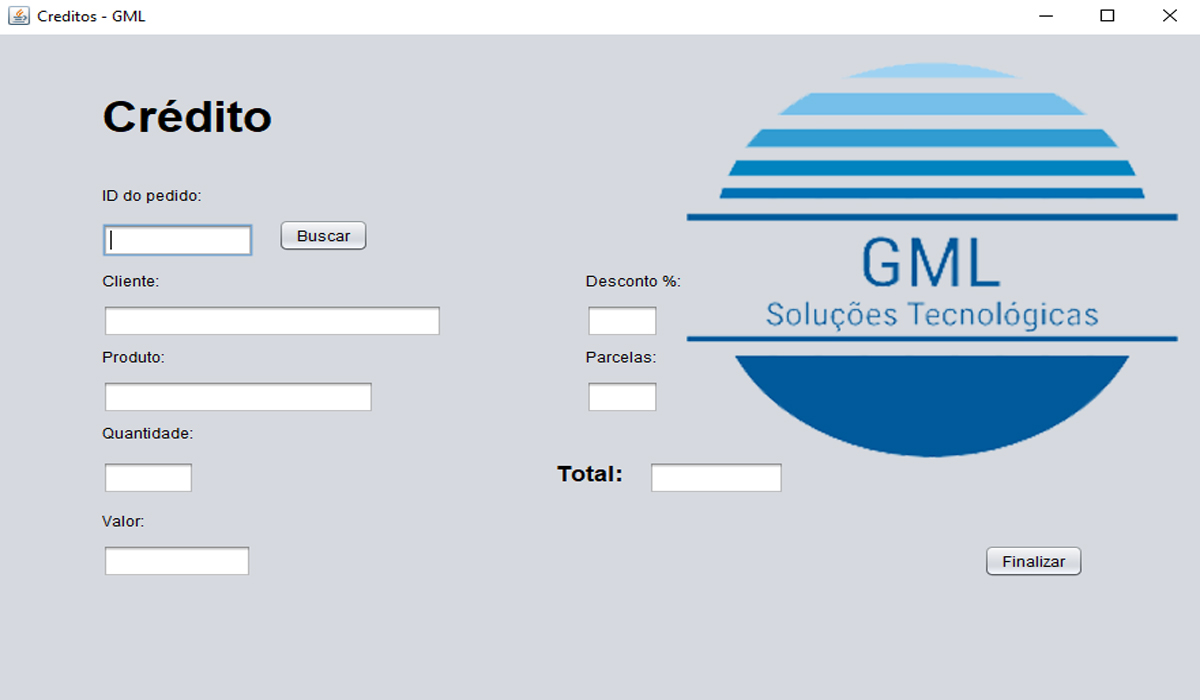 Creditos - GML
Crédito
ID do pedido:
Buscar
Cliente:
Produto:
Quantidade:
Valor:
Desconto %:
Parcelas:
Total:
Finalizar
GML
Soluções Tecnológicas